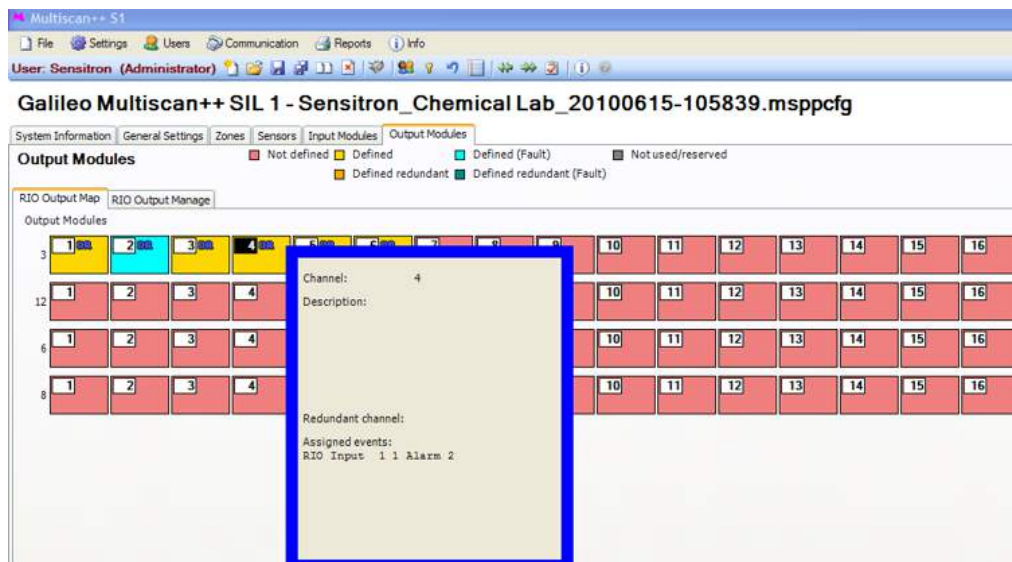 Multiscan++ S1
File Settings Users Communication Reports Info
User: Sensitron (Administrator)
Galileo Multiscan++ SIL 1 - Sensitron_Chemical Lab_20100615-105839.msppcfg
System Information General Settings Zones Sensors Input Modules Output Modules
Output Modules Not defined Defined Defined (Fault) Not used/reserved
Defined redundant Defined redundant (Fault)
RIO Output Map RIO Output Manage
Output Modules
3 1 OR 2 OR 3 OR 4 OR 5 OR 6 OR 7 8 9 10 11 12 13 14 15 16
12 1 2 3 4 10 11 12 13 14 15 16
6 1 2 3 4 10 11 12 13 14 15 16
8 1 2 3 4 10 11 12 13 14 15 16
Channel: 4
Description:
Redundant channel:
Assigned events:
RIO Input 1 1 Alarm 2